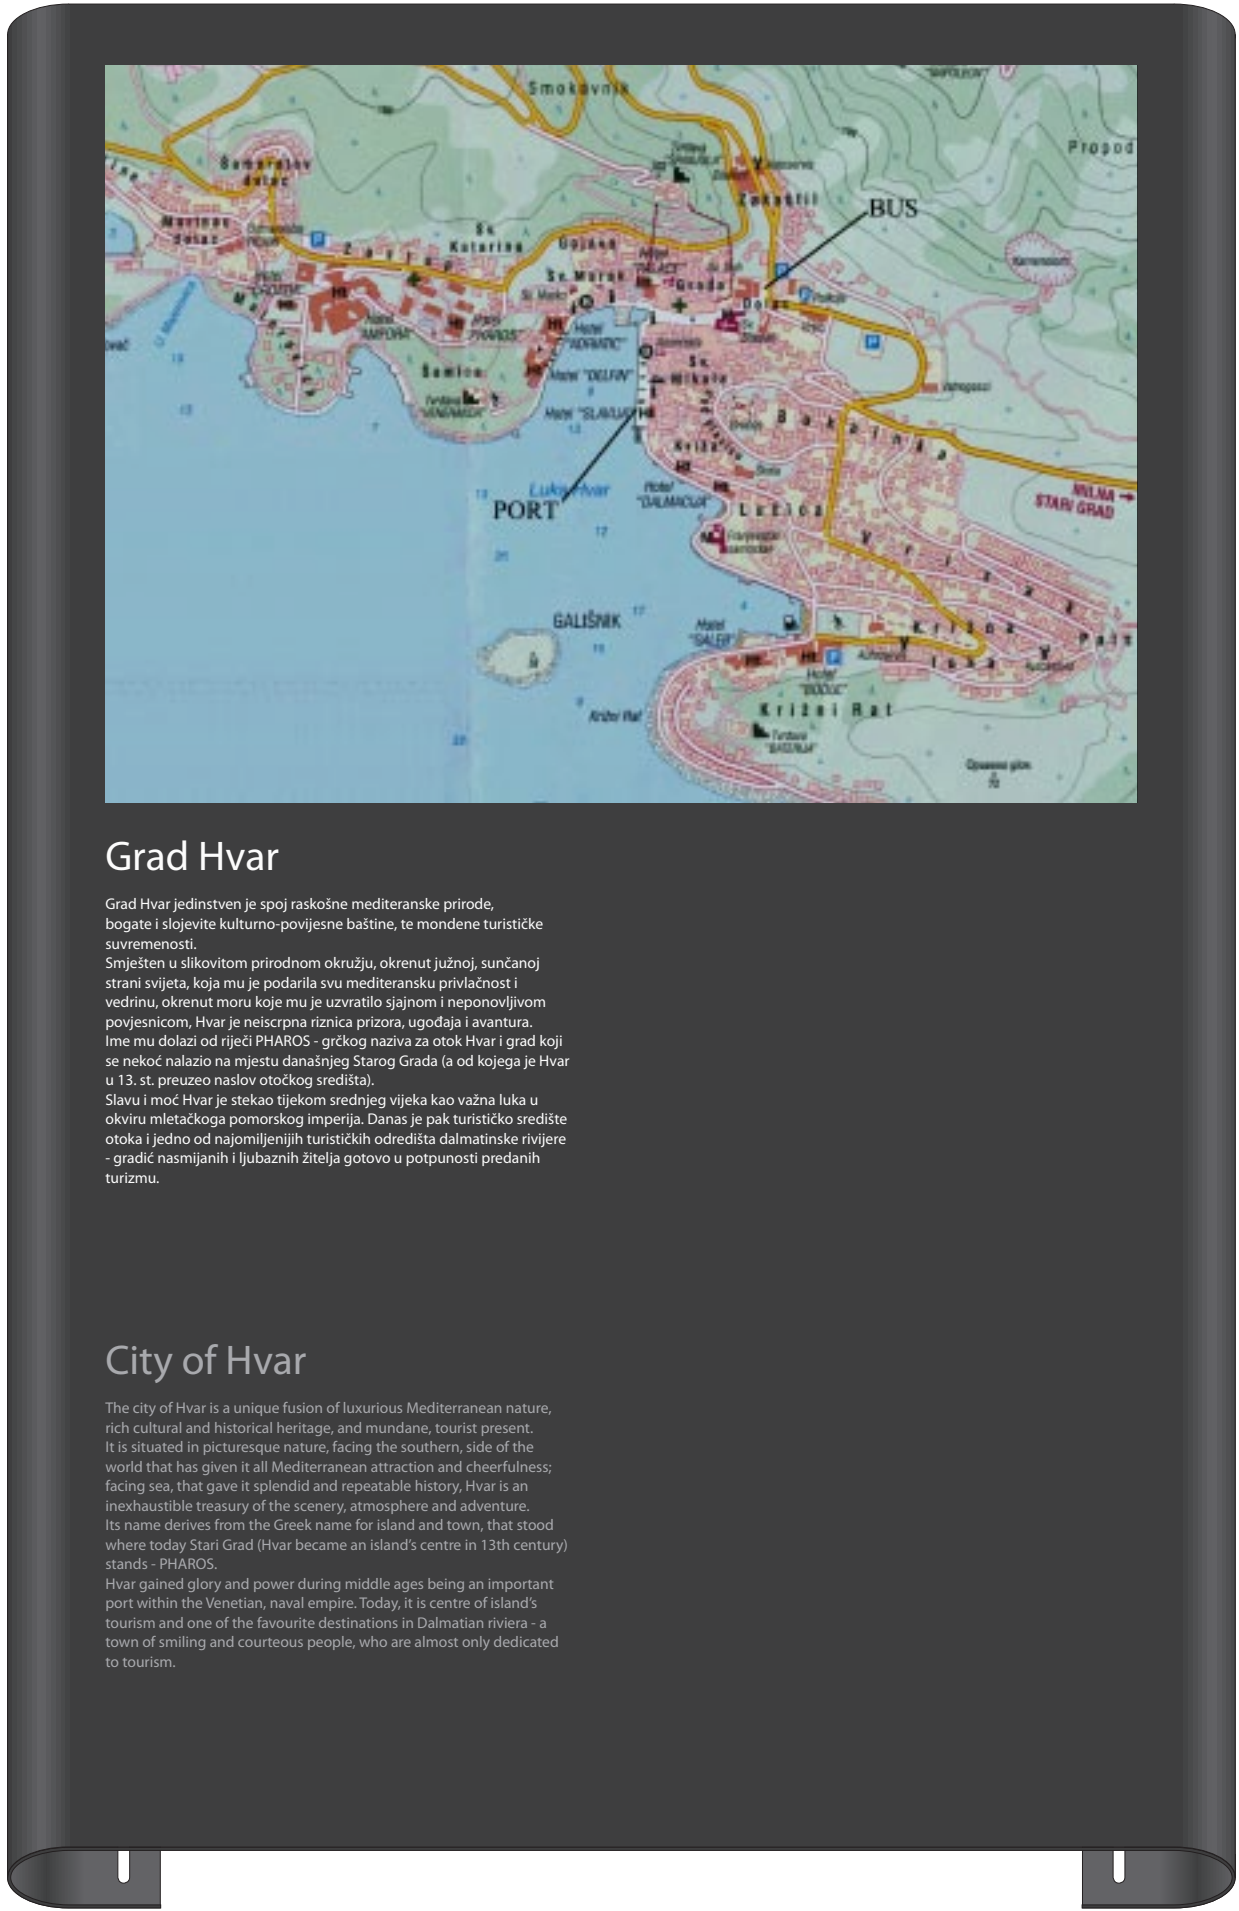 Smokovnik
Propod
BUS
Zakaštil
Sv.
Katarina
Gojava
Sv. Marak
Groda
Dolac
Hotel
"AMFORA"
Hotel
"PHAROS"
Hotel
"ADRIATIC"
Hotel "DELFIN"
Hotel "SLAVIJA"
Sv.
Mikula
Križa
Hotel
"DALMACIJA"
Lučica
Luka Hvar
PORT
MILNA
STARI GRAD
GALIŠNIK
Križni Rat
Križni Rat
Tvrđava
"BATERIJA"
Grad Hvar
Grad Hvar jedinstven je spoj raskošne mediteranske prirode,
bogate i slojevite kulturno-povijesne baštine, te mondene turističke
suvremenosti.
Smješten u slikovitom prirodnom okružju, okrenut južnoj, sunčanoj
strani svijeta, koja mu je podarila svu mediteransku privlačnost i
vedrinu, okrenut moru koje mu je uzvratilo sjajnom i neponovljivom
povjesnicom, Hvar je neiscrpna riznica prizora, ugođaja i avantura.
Ime mu dolazi od riječi PHAROS - grčkog naziva za otok Hvar i grad koji
se nekoć nalazio na mjestu današnjeg Starog Grada (a od kojega je Hvar
u 13. st. preuzeo naslov otočkog središta).
Slavu i moć Hvar je stekao tijekom srednjeg vijeka kao važna luka u
okviru mletačkoga pomorskog imperija. Danas je pak turističko središte
otoka i jedno od najomiljenijih turističkih odredišta dalmatinske rivijere
- gradić nasmijanih i ljubaznih žitelja gotovo u potpunosti predanih
turizmu.
City of Hvar
The city of Hvar is a unique fusion of luxurious Mediterranean nature,
rich cultural and historical heritage, and mundane, tourist present.
It is situated in picturesque nature, facing the southern, side of the
world that has given it all Mediterranean attraction and cheerfulness;
facing sea, that gave it splendid and repeatable history, Hvar is an
inexhaustible treasury of the scenery, atmosphere and adventure.
Its name derives from the Greek name for island and town, that stood
where today Stari Grad (Hvar became an island's centre in 13th century)
stands - PHAROS.
Hvar gained glory and power during middle ages being an important
port within the Venetian, naval empire. Today, it is centre of island's
tourism and one of the favourite destinations in Dalmatian riviera - a
town of smiling and courteous people, who are almost only dedicated
to tourism.